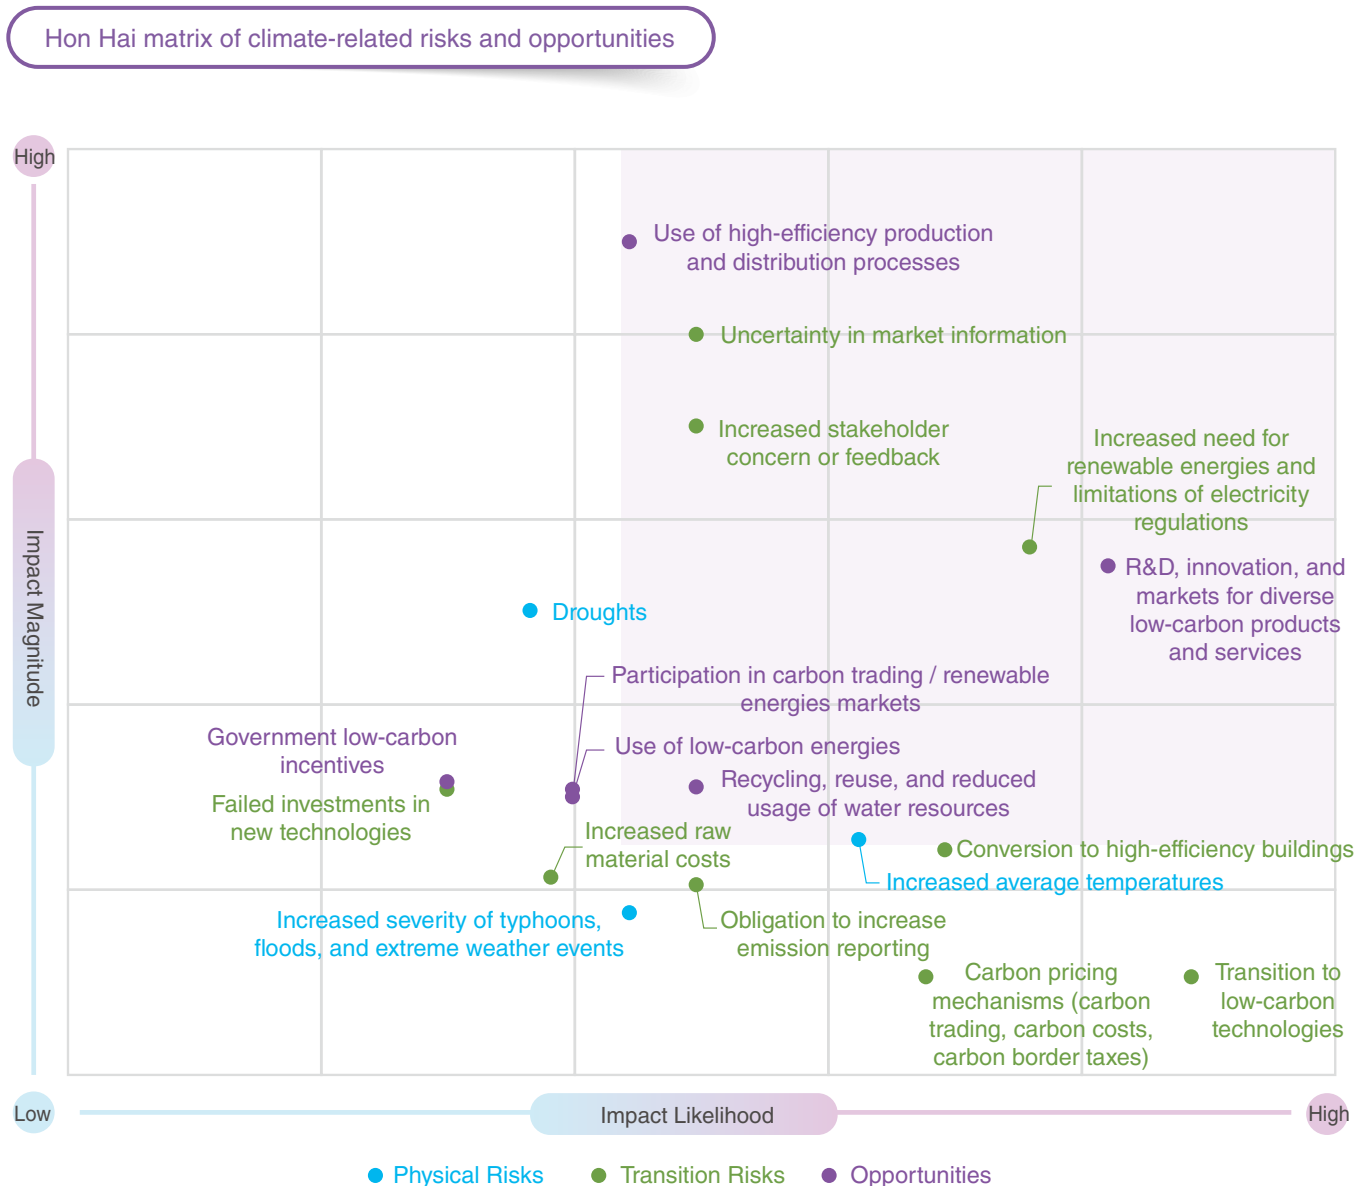 Hon Hai matrix of climate-related risks and opportunities
High
Use of high-efficiency production
and distribution processes
Uncertainty in market information
Increased stakeholder
concern or feedback
Increased need for
renewable energies and
limitations of electricity
regulations
R&D, innovation, and
markets for diverse
low-carbon products
and services
Impact Magnitude
Droughts
Participation in carbon trading / renewable
energies markets
Government low-carbon
incentives
Use of low-carbon energies
Recycling, reuse, and reduced
usage of water resources
Failed investments in
new technologies
Increased raw
material costs
Conversion to high-efficiency buildings
Increased average temperatures
Increased severity of typhoons,
floods, and extreme weather events
Obligation to increase
emission reporting
Carbon pricing
mechanisms (carbon
trading, carbon costs,
carbon border taxes)
Transition to
low-carbon
technologies
Low
Impact Likelihood
High
Physical Risks
Transition Risks
Opportunities